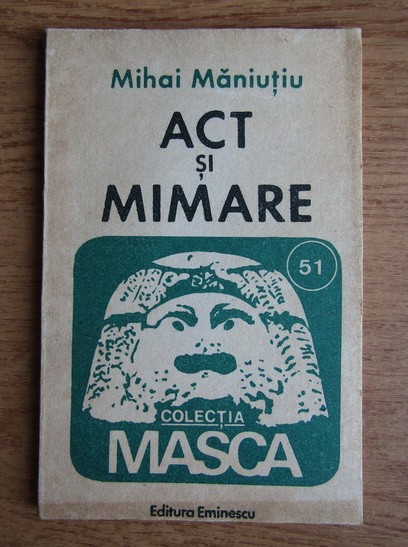 Mihai Măniuțiu
ACT
ȘI
MIMARE
51
COLECȚIA
MASCA
Editura Eminescu